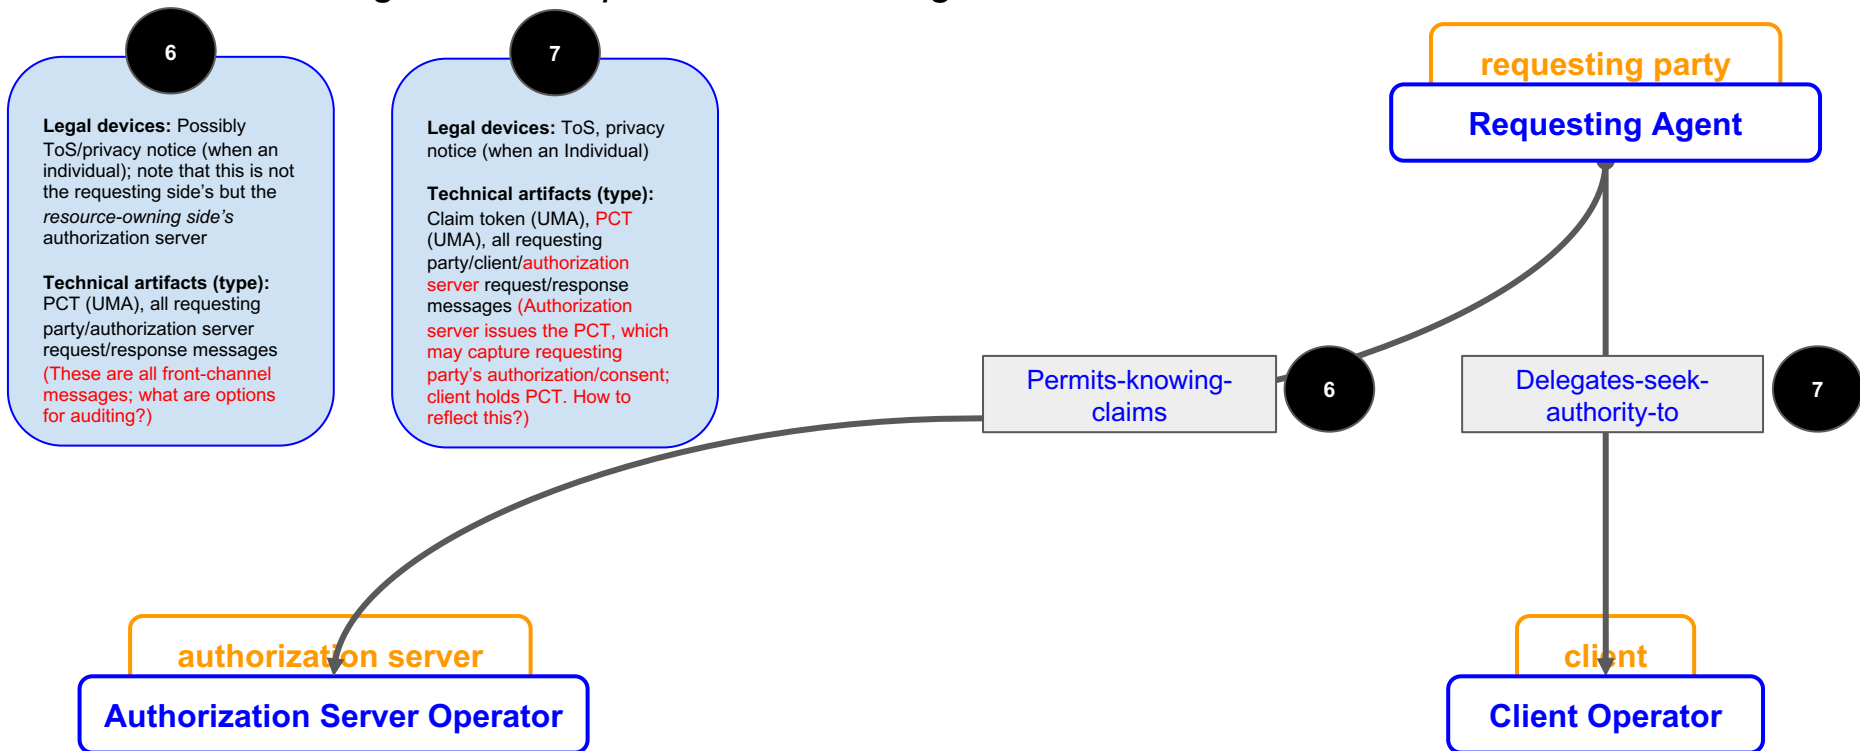 6
Legal devices: Possibly
ToS/privacy notice (when an
individual); note that this is not
the requesting side's but the
resource-owning side's
authorization server
Technical artifacts (type):
PCT (UMA), all requesting
party/authorization server
request/response messages
(These are all front-channel
messages; what are options
for auditing?)
7
Legal devices: ToS, privacy
notice (when an Individual)
Technical artifacts (type):
Claim token (UMA), PCT
(UMA), all requesting
party/client/authorization
server request/response
messages (Authorization
server issues the PCT, which
may capture requesting
party's authorization/consent;
client holds PCT. How to
reflect this?)
requesting party
Requesting Agent
Permits-knowing-
claims
6
Delegates-seek-
authority-to
7
authorization server
Authorization Server Operator
client
Client Operator